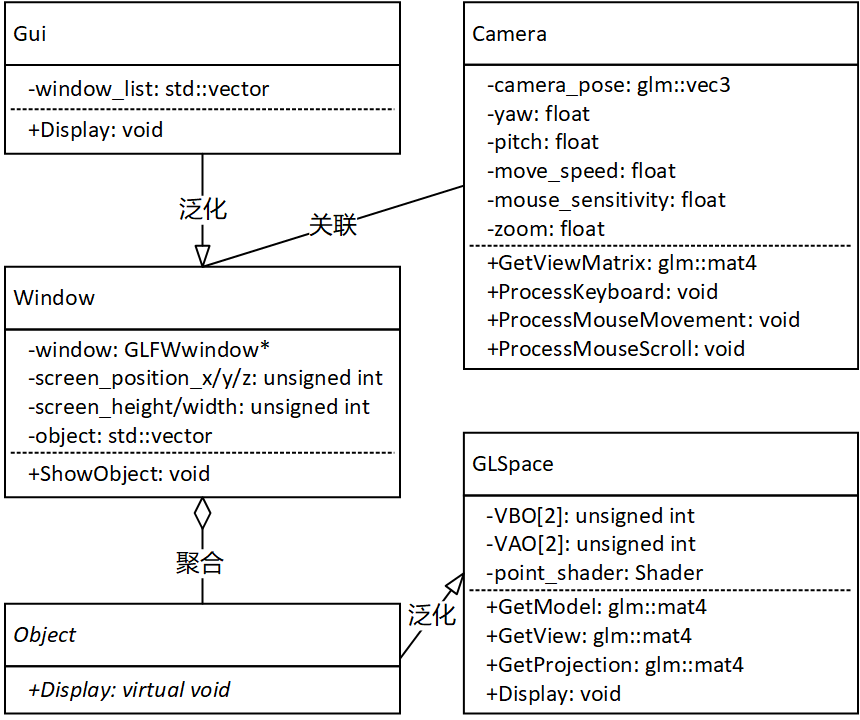 Gui
-window_list: std::vector
+Display: void
泛化
Window
-window: GLFWwindow*
-screen_position_x/y/z: unsigned int
-screen_height/width: unsigned int
-object: std::vector
+ShowObject: void
聚合
Object
+Display: virtual void
Camera
-camera_pose: glm::vec3
-yaw: float
-pitch: float
-move_speed: float
-mouse_sensitivity: float
-zoom: float
+GetViewMatrix: glm::mat4
+ProcessKeyboard: void
+ProcessMouseMovement: void
+ProcessMouseScroll: void
关联
GLSpace
-VBO[2]: unsigned int
-VAO[2]: unsigned int
-point_shader: Shader
+GetModel: glm::mat4
+GetView: glm::mat4
+GetProjection: glm::mat4
+Display: void
泛化